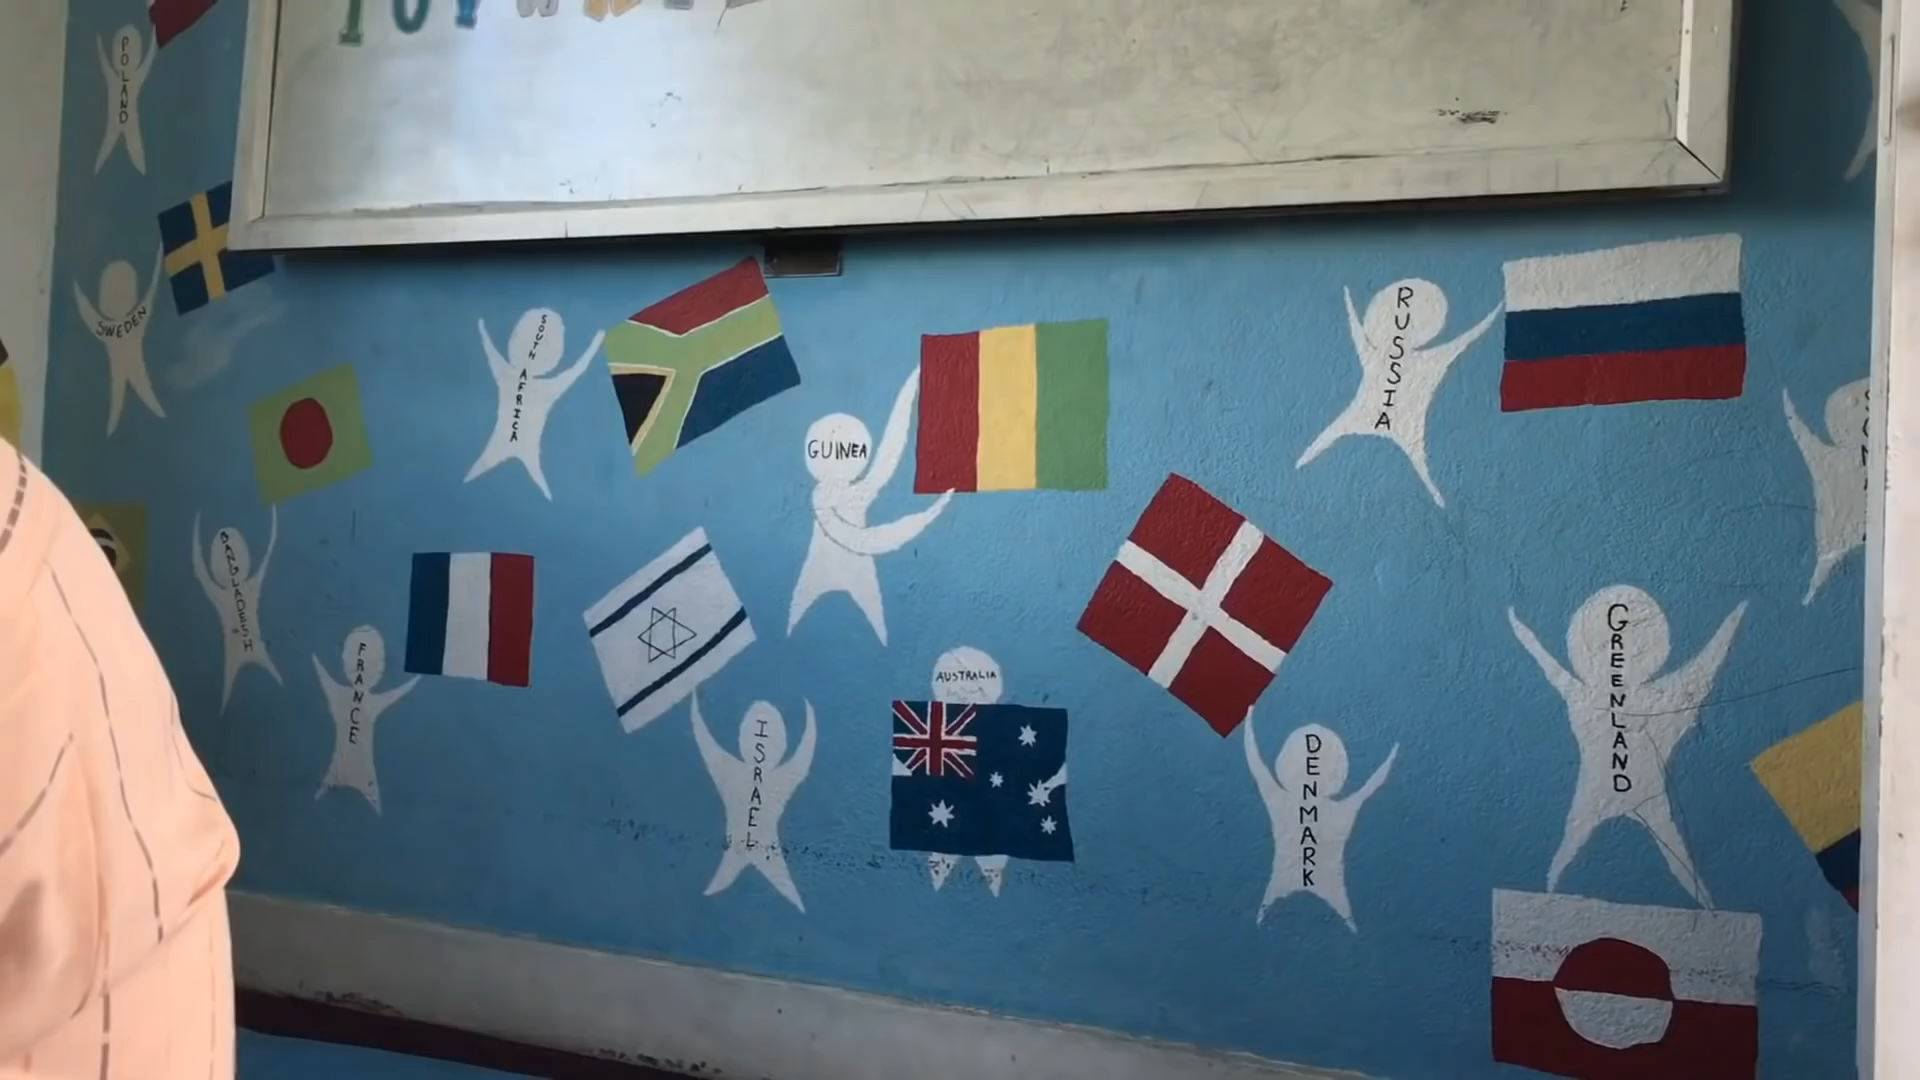 POLAND
SWEDEN
SOUTH AFRICA
RUSSIA
GUINEA
BANGLADESH
FRANCE
ISRAEL
AUSTRALIA
DENMARK
GREENLAND